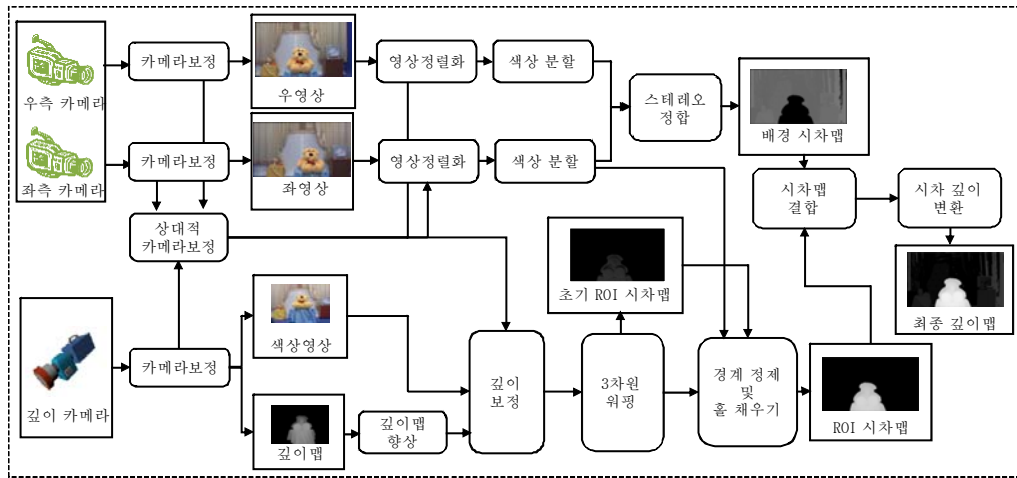 우측 카메라
카메라보정
우영상
영상정렬화
색상 분할
스테레오
정합
배경 시차맵
좌측 카메라
카메라보정
좌영상
영상정렬화
색상 분할
시차맵
결합
시차 깊이
변환
상대적
카메라보정
최종 깊이맵
초기 ROI 시차맵
깊이 카메라
카메라보정
색상영상
깊이맵
깊이맵
향상
깊이
보정
3차원
워핑
경계 정제
및
홀 채우기
ROI 시차맵